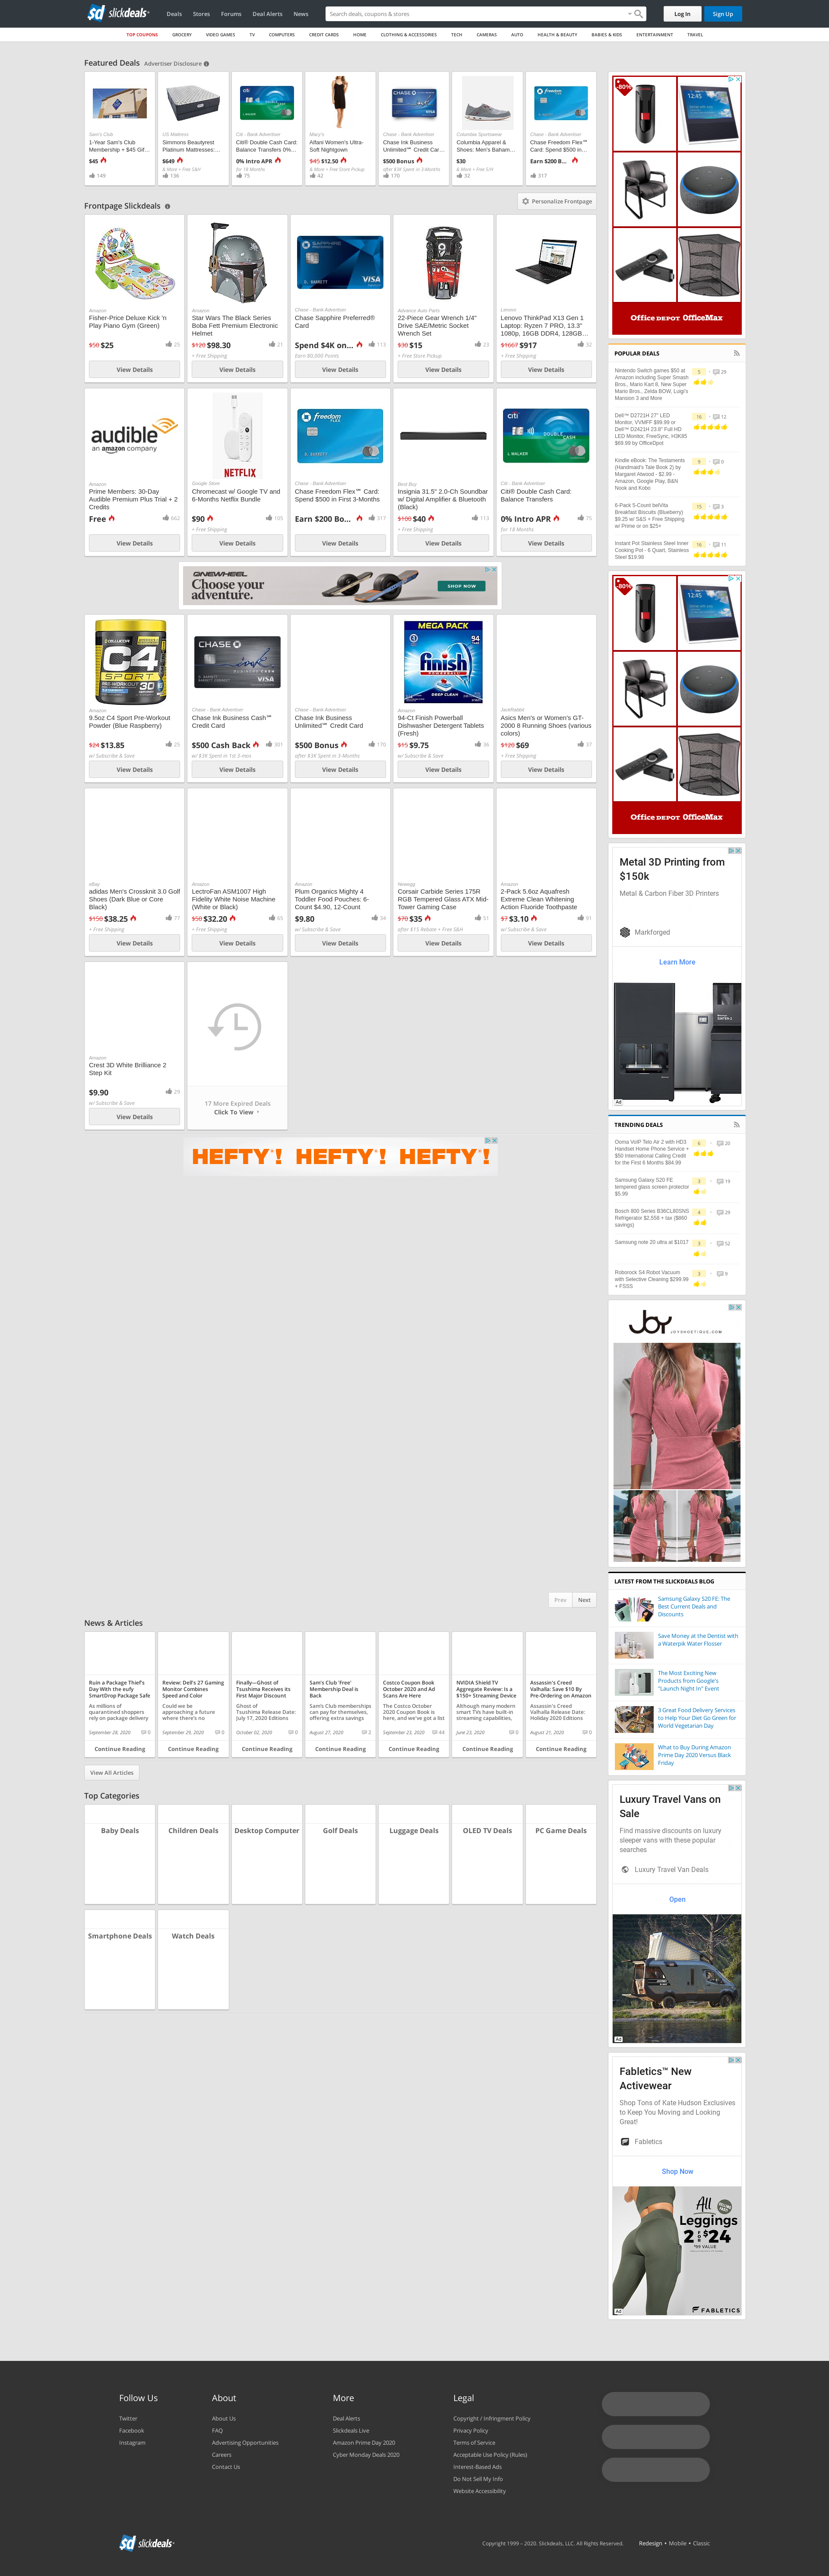 slickdeals
Deals
Stores
Forums
Deal Alerts
News
Search deals, coupons & stores
Log In
Sign Up
TOP COUPONS
GROCERY
VIDEO GAMES
TV
COMPUTERS
CREDIT CARDS
HOME
CLOTHING & ACCESSORIES
TECH
CAMERAS
AUTO
HEALTH & BEAUTY
BABIES & KIDS
ENTERTAINMENT
TRAVEL
Featured Deals Advertiser Disclosure
Sam's Club
1-Year Sam's Club
Membership + $45 Gif...
$45
149
US Mattress
Simmons Beautyrest
Platinum Mattresses:...
$649
& More + Free S&H
136
Citi - Bank Advertiser
Citi® Double Cash Card:
Balance Transfers 0%...
0% Intro APR
for 18 Months
75
Macy's
Alfani Women's Ultra-
Soft Nightgown
$45 $12.50
& More + Free Store Pickup
42
Chase - Bank Advertiser
Chase Ink Business
Unlimited℠ Credit Car...
$500 Bonus
after $3K Spent in 3-Months
170
Columbia Sportswear
Columbia Apparel &
Shoes: Men's Baham...
$30
& More + Free S/H
32
Chase - Bank Advertiser
Chase Freedom Flex℠
Card: Spend $500 in...
Earn $200 B...
317
Frontpage Slickdeals
Personalize Frontpage
Amazon
Fisher-Price Deluxe Kick 'n
Play Piano Gym (Green)
$50 $25
25
View Details
Amazon
Star Wars The Black Series
Boba Fett Premium Electronic
Helmet
$120 $98.30
21
+ Free Shipping
View Details
Chase - Bank Advertiser
Chase Sapphire Preferred®
Card
Spend $4K on...
113
Earn 80,000 Points
View Details
Advance Auto Parts
22-Piece Gear Wrench 1/4"
Drive SAE/Metric Socket
Wrench Set
$30 $15
23
+ Free Store Pickup
View Details
Lenovo
Lenovo ThinkPad X13 Gen 1
Laptop: Ryzen 7 PRO, 13.3"
1080p, 16GB DDR4, 128GB...
$1667 $917
32
+ Free Shipping
View Details
audible
an amazon company
Amazon
Prime Members: 30-Day
Audible Premium Plus Trial + 2
Credits
Free
662
View Details
NETFLIX
Google Store
Chromecast w/ Google TV and
6-Months Netflix Bundle
$90
105
+ Free Shipping
View Details
freedom FLEX
Chase - Bank Advertiser
Chase Freedom Flex℠ Card:
Spend $500 in First 3-Months
Earn $200 Bo...
317
View Details
Best Buy
Insignia 31.5" 2.0-Ch Soundbar
w/ Digital Amplifier & Bluetooth
(Black)
$100 $40
113
+ Free Shipping
View Details
citi
DOUBLE CASH
L WALKER
Citi - Bank Advertiser
Citi® Double Cash Card:
Balance Transfers
0% Intro APR
75
for 18 Months
View Details
ONEWHEEL
Choose your
adventure.
SHOP NOW
C4
SPORT
PRE-WORKOUT
30
Amazon
9.5oz C4 Sport Pre-Workout
Powder (Blue Raspberry)
$24 $13.85
25
w/ Subscribe & Save
View Details
CHASE
Chase - Bank Advertiser
Chase Ink Business Cash℠
Credit Card
$500 Cash Back
301
w/ $3K Spent in 1st 3-mos
View Details
Chase - Bank Advertiser
Chase Ink Business
Unlimited℠ Credit Card
$500 Bonus
170
after $3K Spent in 3-Months
View Details
MEGA PACK
94
finish
POWERBALL
DEEP CLEAN
Amazon
94-Ct Finish Powerball
Dishwasher Detergent Tablets
(Fresh)
$15 $9.75
36
w/ Subscribe & Save
View Details
JackRabbit
Asics Men's or Women's GT-
2000 8 Running Shoes (various
colors)
$120 $69
37
+ Free Shipping
View Details
eBay
adidas Men's Crossknit 3.0 Golf
Shoes (Dark Blue or Core
Black)
$150 $38.25
77
+ Free Shipping
View Details
Amazon
LectroFan ASM1007 High
Fidelity White Noise Machine
(White or Black)
$50 $32.20
65
+ Free Shipping
View Details
Amazon
Plum Organics Mighty 4
Toddler Food Pouches: 6-
Count $4.90, 12-Count
$9.80
34
w/ Subscribe & Save
View Details
Newegg
Corsair Carbide Series 175R
RGB Tempered Glass ATX Mid-
Tower Gaming Case
$70 $35
51
after $15 Rebate + Free S&H
View Details
Amazon
2-Pack 5.6oz Aquafresh
Extreme Clean Whitening
Action Fluoride Toothpaste
$7 $3.10
91
w/ Subscribe & Save
View Details
Amazon
Crest 3D White Brilliance 2
Step Kit
$9.90
29
w/ Subscribe & Save
View Details
17 More Expired Deals
Click To View
HEFTY! HEFTY! HEFTY!
Prev
Next
News & Articles
Ruin a Package Thief's
Day With the eufy
SmartDrop Package Safe
As millions of
quarantined shoppers
rely on package delivery
September 28, 2020 0
Continue Reading
Review: Dell's 27 Gaming
Monitor Combines
Speed and Color
Could we be
approaching a future
where there's no
September 29, 2020 0
Continue Reading
Finally—Ghost of
Tsushima Receives its
First Major Discount
Ghost of
Tsushima Release Date:
July 17, 2020 Editions
October 02, 2020 0
Continue Reading
Sam's Club 'Free'
Membership Deal is
Back
Sam's Club memberships
can pay for themselves,
offering extra savings
August 27, 2020 2
Continue Reading
Costco Coupon Book
October 2020 and Ad
Scans Are Here
The Costco October
2020 Coupon Book is
here, and we've got a list
September 23, 2020 44
Continue Reading
NVIDIA Shield TV
Aggregate Review: Is a
$150+ Streaming Device
Although many modern
smart TVs have built-in
streaming capabilities,
June 23, 2020 0
Continue Reading
Assassin's Creed
Valhalla: Save $10 By
Pre-Ordering on Amazon
Assassin's Creed
Valhalla Release Date:
Holiday 2020 Editions
August 21, 2020 0
Continue Reading
View All Articles
Top Categories
Baby Deals
Children Deals
Desktop Computer
Golf Deals
Luggage Deals
OLED TV Deals
PC Game Deals
Smartphone Deals
Watch Deals
-80%
12:45
Office DEPOT OfficeMax
POPULAR DEALS
Nintendo Switch games $50 at
Amazon including Super Smash
Bros., Mario Kart 8, New Super
Mario Bros., Zelda BOW, Luigi's
Mansion 3 and More
5
29
Dell™ D2721H 27" LED
Monitor, VVMFF $99.99 or
Dell™ D2421H 23.8" Full HD
LED Monitor, FreeSync, H3K85
$69.99 by OfficeDepot
16
12
Kindle eBook: The Testaments
(Handmaid's Tale Book 2) by
Margaret Atwood - $2.99 -
Amazon, Google Play, B&N
Nook and Kobo
9
0
6-Pack 5-Count belVita
Breakfast Biscuits (Blueberry)
$9.25 w/ S&S + Free Shipping
w/ Prime or on $25+
15
3
Instant Pot Stainless Steel Inner
Cooking Pot - 6 Quart, Stainless
Steel $19.98
16
11
-80%
12:45
Office DEPOT OfficeMax
Metal 3D Printing from
$150k
Metal & Carbon Fiber 3D Printers
Markforged
Learn More
Ad
TRENDING DEALS
Ooma VoIP Telo Air 2 with HD3
Handset Home Phone Service +
$50 International Calling Credit
for the First 6 Months $84.99
6
20
Samsung Galaxy S20 FE
tempered glass screen protector
$5.99
3
19
Bosch 800 Series B36CL80SNS
Refrigerator $2,558 + tax ($860
savings)
4
29
Samsung note 20 ultra at $1017
3
52
Roborock S4 Robot Vacuum
with Selective Cleaning $299.99
+ FSSS
3
9
Joy
JOYSHOETIQUE.COM
LATEST FROM THE SLICKDEALS BLOG
Samsung Galaxy S20 FE: The
Best Current Deals and
Discounts
Save Money at the Dentist with
a Waterpik Water Flosser
The Most Exciting New
Products from Google's
"Launch Night In" Event
3 Great Food Delivery Services
to Help Your Diet Go Green for
World Vegetarian Day
What to Buy During Amazon
Prime Day 2020 Versus Black
Friday
Luxury Travel Vans on
Sale
Find massive discounts on luxury
sleeper vans with these popular
searches
Luxury Travel Van Deals
Open
Ad
Fabletics™ New
Activewear
Shop Tons of Kate Hudson Exclusives
to Keep You Moving and Looking
Great!
Fabletics
Shop Now
All
Leggings
2 FOR $24
FABLETICS
Ad
Follow Us
Twitter
Facebook
Instagram
About
About Us
FAQ
Advertising Opportunities
Careers
Contact Us
More
Deal Alerts
Slickdeals Live
Amazon Prime Day 2020
Cyber Monday Deals 2020
Legal
Copyright / Infringment Policy
Privacy Policy
Terms of Service
Acceptable Use Policy (Rules)
Interest-Based Ads
Do Not Sell My Info
Website Accessibility
slickdeals
Copyright 1999 - 2020. Slickdeals, LLC. All Rights Reserved.
Redesign • Mobile • Classic